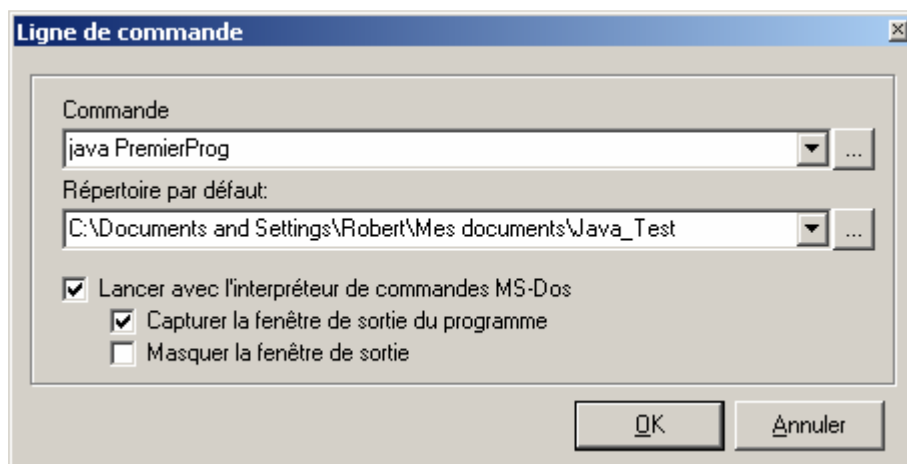 Ligne de commande
Commande
java PremierProg
...
Répertoire par défaut:
C:\Documents and Settings\Robert\Mes documents\Java_Test
...
Lancer avec l'interpréteur de commandes MS-Dos
Capturer la fenêtre de sortie du programme
Masquer la fenêtre de sortie
OK Annuler